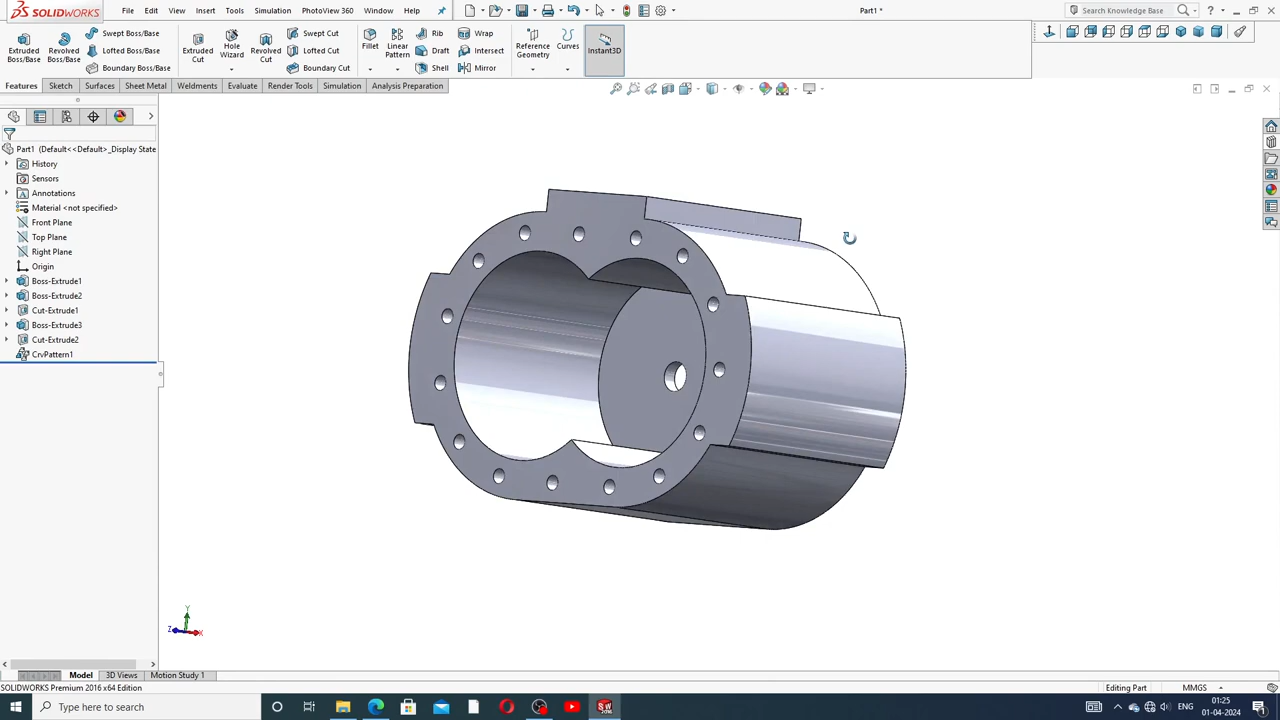 SOLIDWORKS
File Edit View Insert Tools Simulation PhotoView 360 Window Help
Part1 *
Search Knowledge Base
Extruded Boss/Base
Revolved Boss/Base
Swept Boss/Base
Lofted Boss/Base
Boundary Boss/Base
Extruded Cut
Hole Wizard
Revolved Cut
Swept Cut
Lofted Cut
Boundary Cut
Fillet
Linear Pattern
Rib
Draft
Shell
Wrap
Intersect
Mirror
Reference Geometry
Curves
Instant3D
Features Sketch Surfaces Sheet Metal Weldments Evaluate Render Tools Simulation Analysis Preparation
Part1 (Default<<Default>_Display State
History
Sensors
Annotations
Material <not specified>
Front Plane
Top Plane
Right Plane
Origin
Boss-Extrude1
Boss-Extrude2
Cut-Extrude1
Boss-Extrude3
Cut-Extrude2
CrvPattern1
Y
Z X
Model 3D Views Motion Study 1
SOLIDWORKS Premium 2016 x64 Edition
Editing Part MMGS
Type here to search
ENG
01:25
01-04-2024